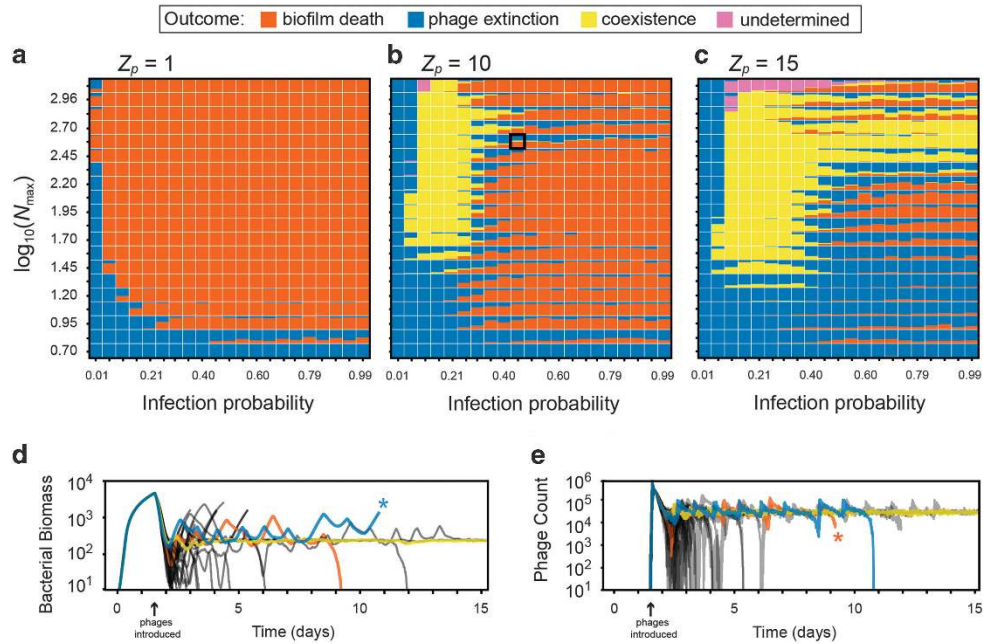 Outcome: biofilm death phage extinction coexistence undetermined
a Z_p = 1
b Z_p = 10
c Z_p = 15
log10(N_max)
2.96
2.70
2.45
2.20
1.95
1.70
1.45
1.20
0.95
0.70
0.01 0.21 0.40 0.60 0.79 0.99
0.01 0.21 0.40 0.60 0.79 0.99
0.01 0.21 0.40 0.60 0.79 0.99
Infection probability
Infection probability
Infection probability
d
Bacterial Biomass
10^4
10^3
10^2
10^1
*
0 5 10 15
phages
introduced
Time (days)
e
Phage Count
10^6
10^5
10^4
10^3
10^2
10^1
*
0 5 10 15
phages
introduced
Time (days)